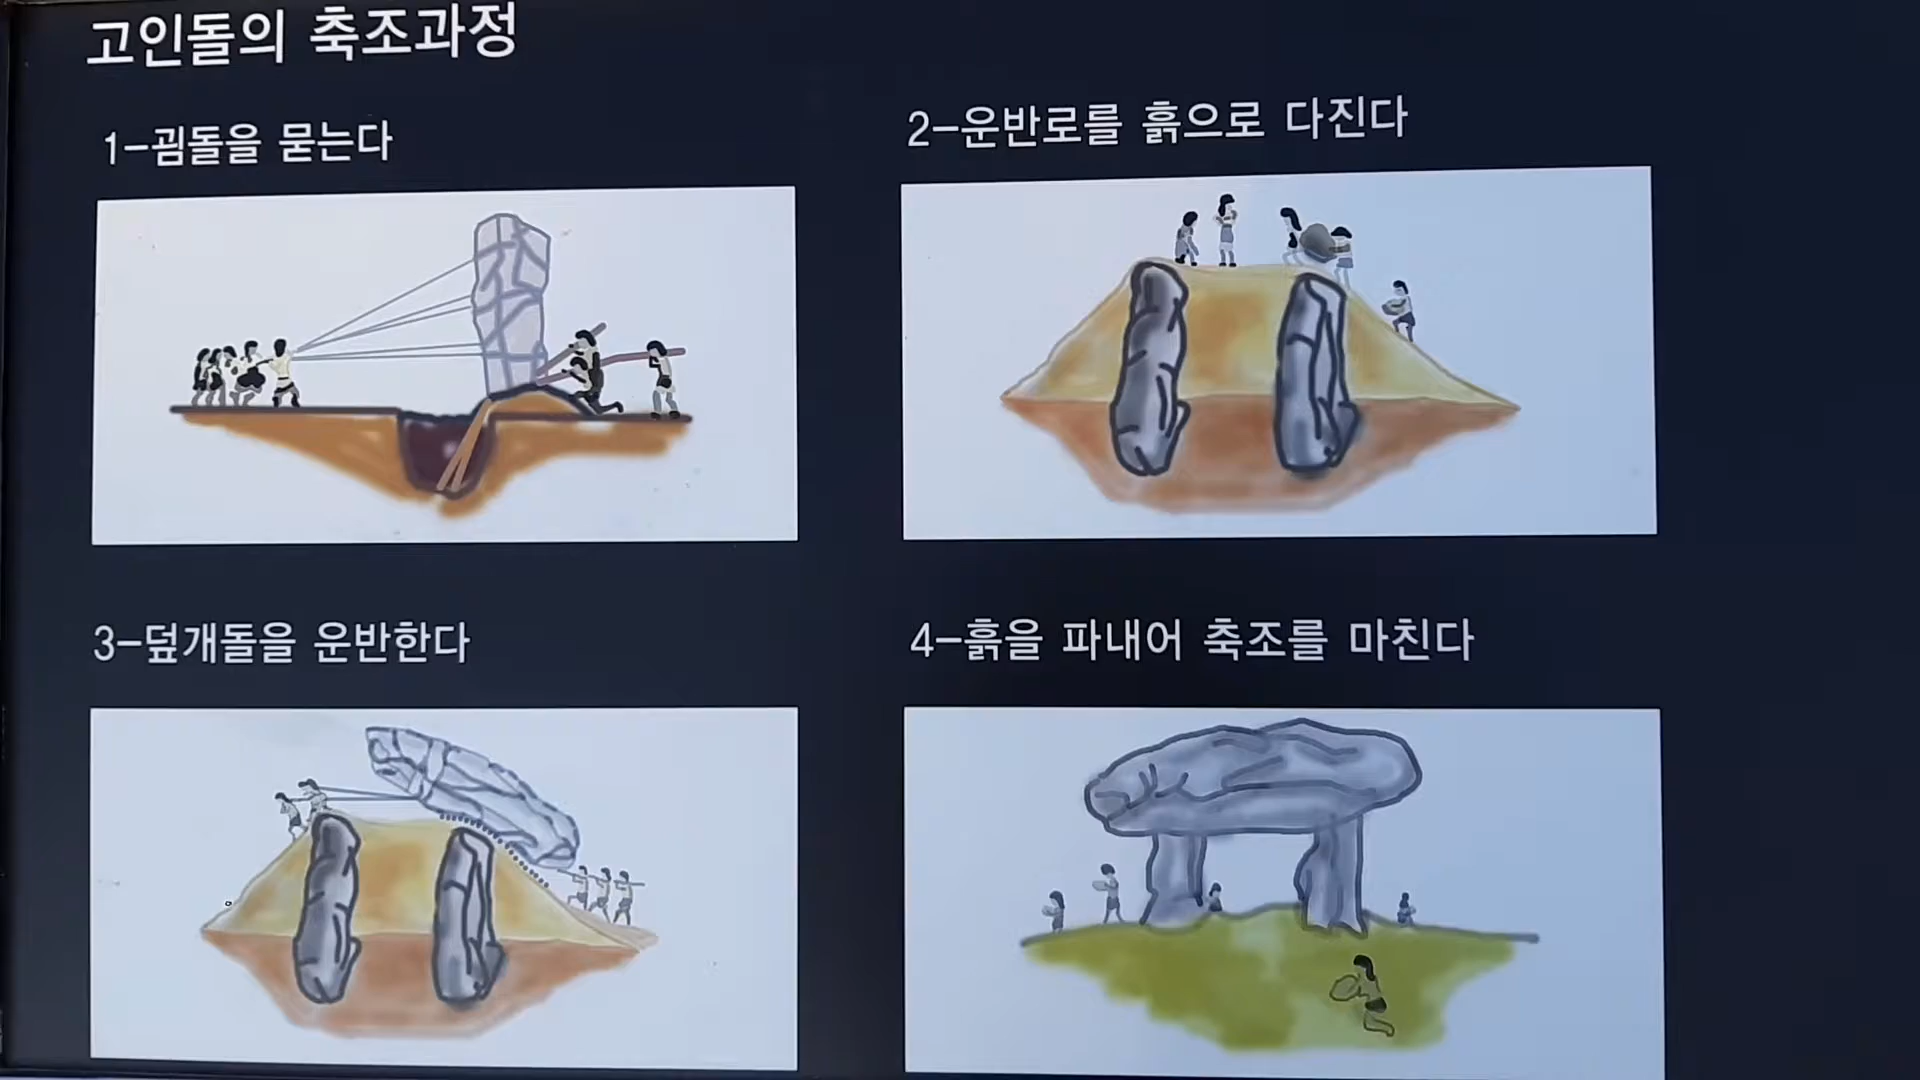 고인돌의 축조과정
1-굄돌을 묻는다
2-운반로를 흙으로 다진다
3-덮개돌을 운반한다
4-흙을 파내어 축조를 마친다